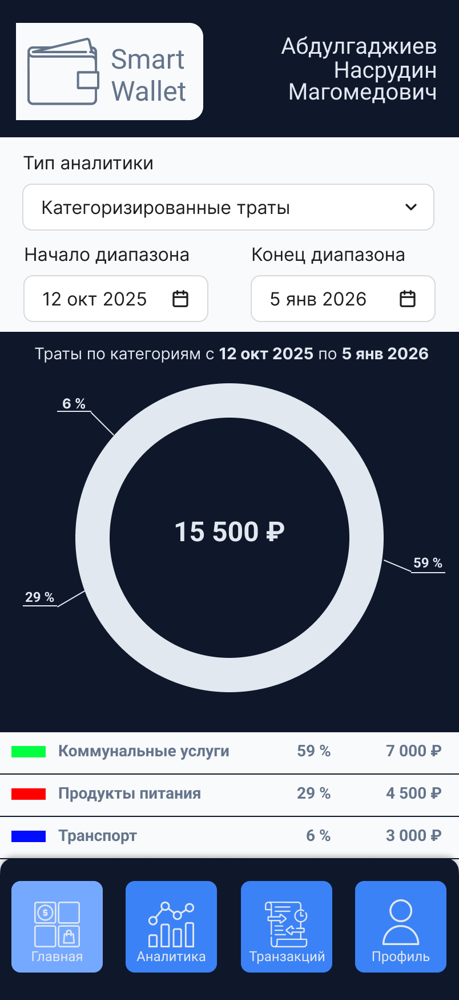 Smart
Wallet
Абдулгаджиев
Насрудин
Магомедович
Тип аналитики
Категоризированные траты
Начало диапазона
Конец диапазона
12 окт 2025
5 янв 2026
Траты по категориям с 12 окт 2025 по 5 янв 2026
6 %
15 500 ₽
59 %
29 %
Коммунальные услуги 59 % 7 000 ₽
Продукты питания 29 % 4 500 ₽
Транспорт 6 % 3 000 ₽
$
Главная
Аналитика
Транзакций
Профиль